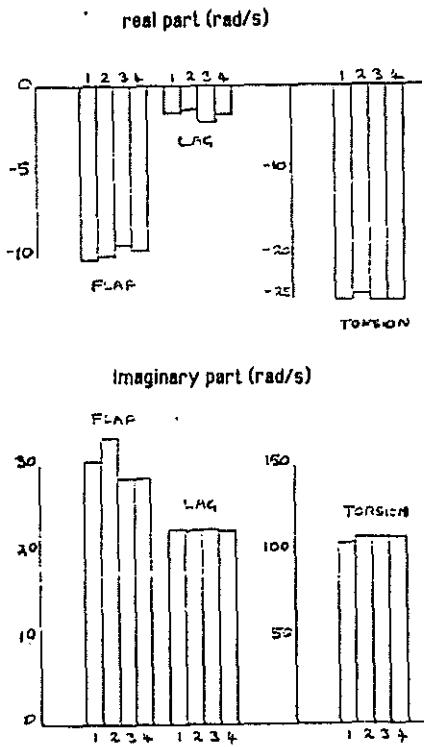 real part (rad/s)
1 2 3 4 1 2 3 4 1 2 3 4
0
LAG
-5
-10
-10
-20
-25
FLAP
TORSION
Imaginary part (rad/s)
FLAP
30
150
LAG
TORSION
20
100
10
50
0
1 2 3 4 1 2 3 4 1 2 3 4